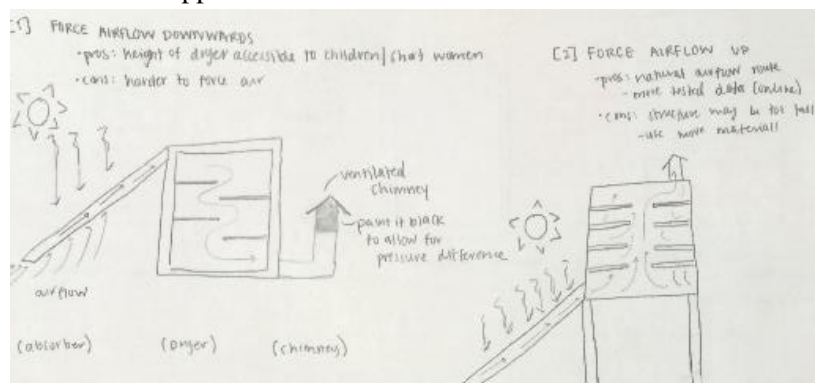 [1] FORCE AIRFLOW DOWNWARDS
• pros: height of dryer accessible to children/short women
• cons: harder to force air
[2] FORCE AIRFLOW UP
• pros: natural airflow route
- more tested data (online)
• cons: structure may be too tall
- use more material!
ventilated
chimney
paint it black
to allow for
pressure difference
airflow
(absorber)
(Dryer)
(chimney)